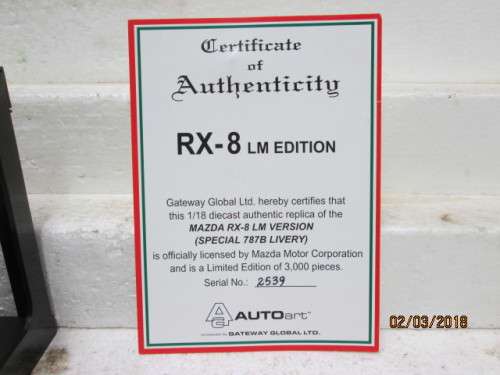 Certificate
of
Authenticity
RX-8 LM EDITION
Gateway Global Ltd. hereby certifies that
this 1/18 diecast authentic replica of the
MAZDA RX-8 LM VERSION
(SPECIAL 787B LIVERY)
is officially licensed by Mazda Motor Corporation
and is a Limited Edition of 3,000 pieces.
Serial No.: 2539
AUTOart
GATEWAY GLOBAL LTD.
02/03/2018